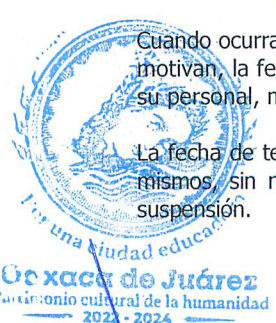 Cuando ocurra
motivan, la fe
su personal, m
La fecha de te
mismos, sin r
suspensión.
Por una ciudad educa
Oaxaca de Juárez
Patrimonio cultural de la humanidad
2022 - 2024